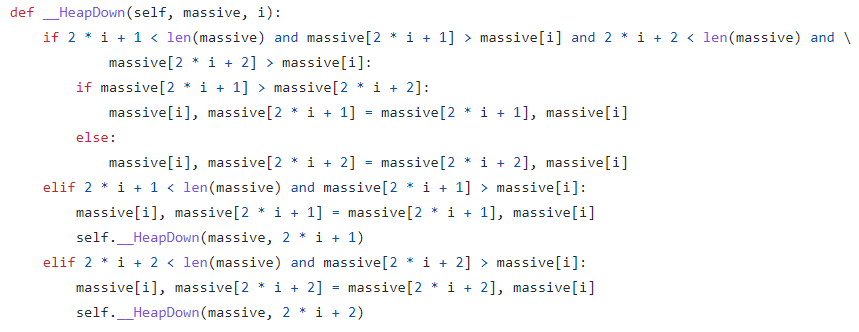 def __HeapDown(self, massive, i):
    if 2 * i + 1 < len(massive) and massive[2 * i + 1] > massive[i] and 2 * i + 2 < len(massive) and \
            massive[2 * i + 2] > massive[i]:
        if massive[2 * i + 1] > massive[2 * i + 2]:
            massive[i], massive[2 * i + 1] = massive[2 * i + 1], massive[i]
        else:
            massive[i], massive[2 * i + 2] = massive[2 * i + 2], massive[i]
    elif 2 * i + 1 < len(massive) and massive[2 * i + 1] > massive[i]:
        massive[i], massive[2 * i + 1] = massive[2 * i + 1], massive[i]
        self.__HeapDown(massive, 2 * i + 1)
    elif 2 * i + 2 < len(massive) and massive[2 * i + 2] > massive[i]:
        massive[i], massive[2 * i + 2] = massive[2 * i + 2], massive[i]
        self.__HeapDown(massive, 2 * i + 2)